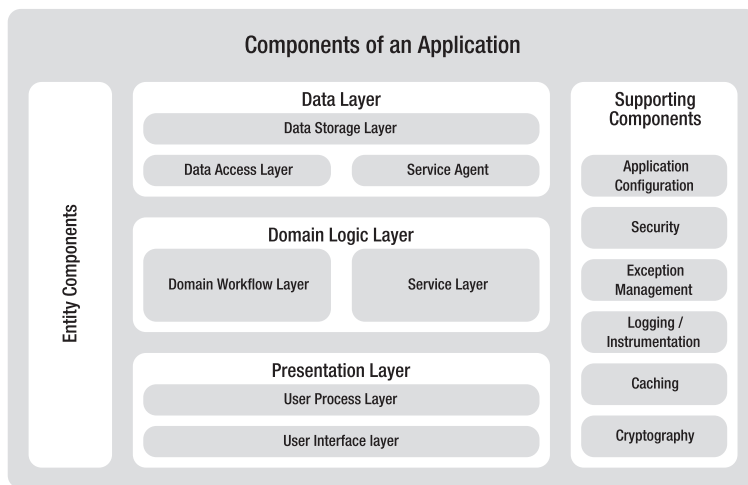 Components of an Application
Entity Components
Data Layer
Data Storage Layer
Data Access Layer
Service Agent
Domain Logic Layer
Domain Workflow Layer
Service Layer
Presentation Layer
User Process Layer
User Interface layer
Supporting
Components
Application
Configuration
Security
Exception
Management
Logging /
Instrumentation
Caching
Cryptography